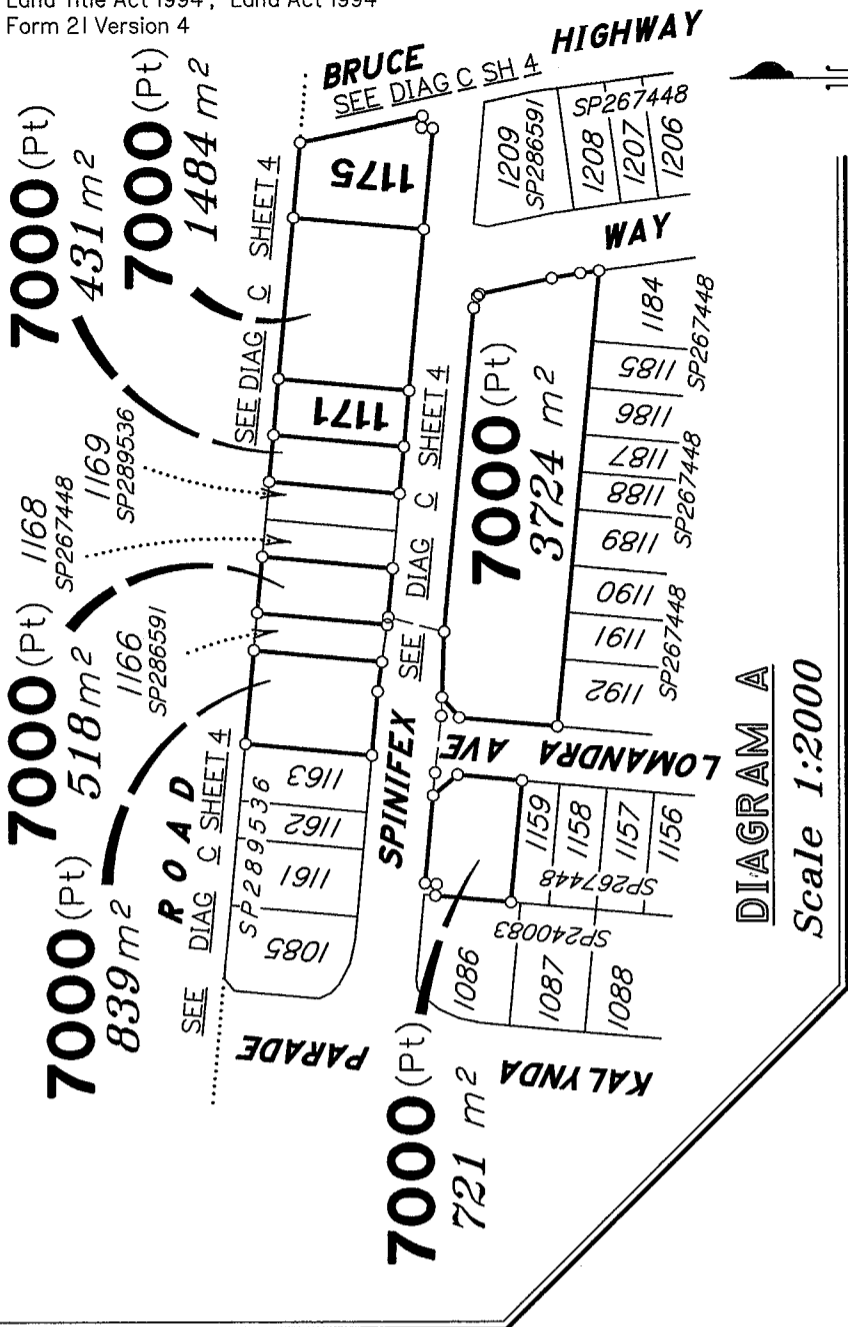 Land Title Act 1994 ; Land Act 1994
Form 21 Version 4
BRUCE
HIGHWAY
SEE DIAG C SH 4
7000 (Pt)
431 m²
7000 (Pt)
1484 m²
SEE DIAG C SHEET 4
1175
1171
1169
SP289536
1168
SP267448
7000 (Pt)
518 m²
1166
SP286591
7000 (Pt)
839 m²
ROAD
SEE DIAG C SHEET 4
SP289536
1163
1162
1161
1085
SPINIFEX
SEE DIAG C SHEET 4
WAY
1209
SP286591
SP267448
1208
1207
1206
7000 (Pt)
3724 m²
1184
1185
SP267448
1186
1187
1188
SP267448
1189
1190
1191
SP267448
1192
LOMANDRA AVE
1159
1158
1157
1156
SP267448
SP240083
1086
1087
1088
7000 (Pt)
721 m²
KALYNDA
PARADE
DIAGRAM A
Scale 1:2000